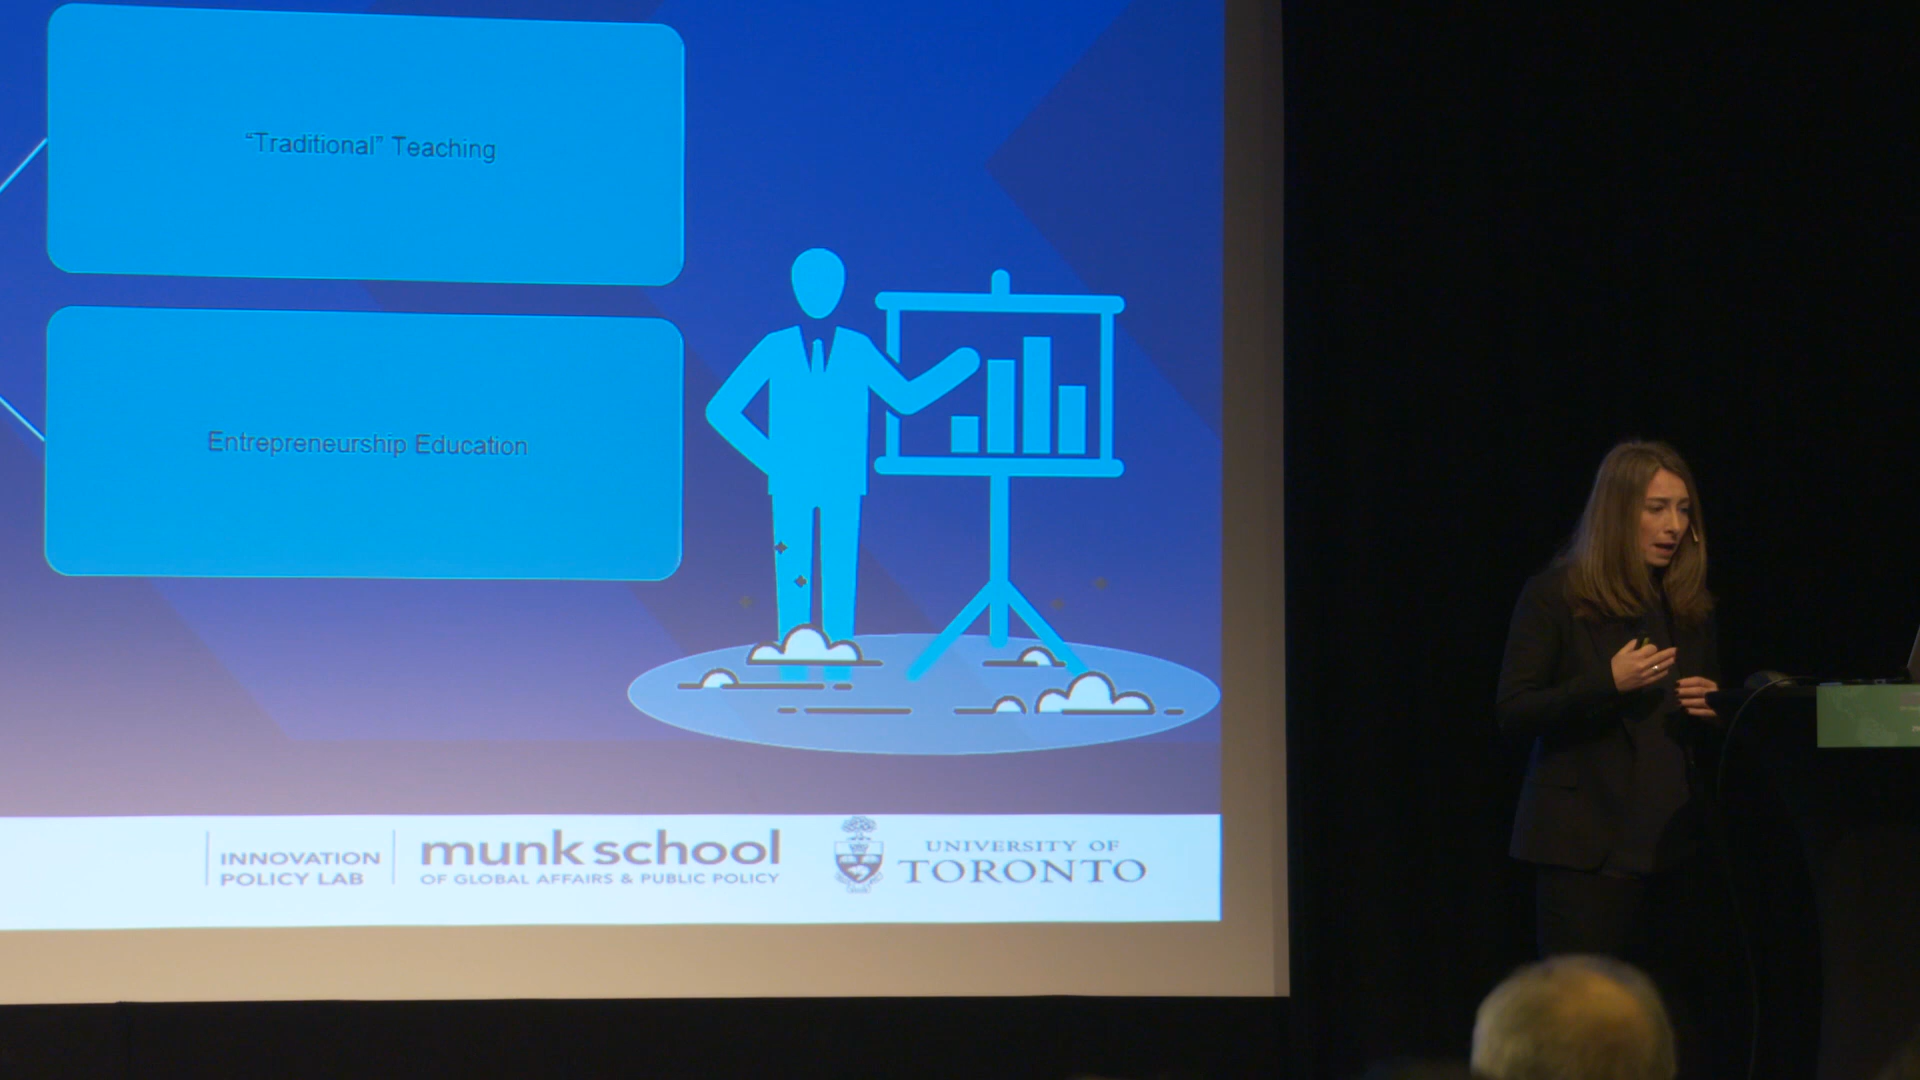 “Traditional” Teaching
Entrepreneurship Education
INNOVATION
POLICY LAB
munk school
OF GLOBAL AFFAIRS & PUBLIC POLICY
UNIVERSITY OF
TORONTO